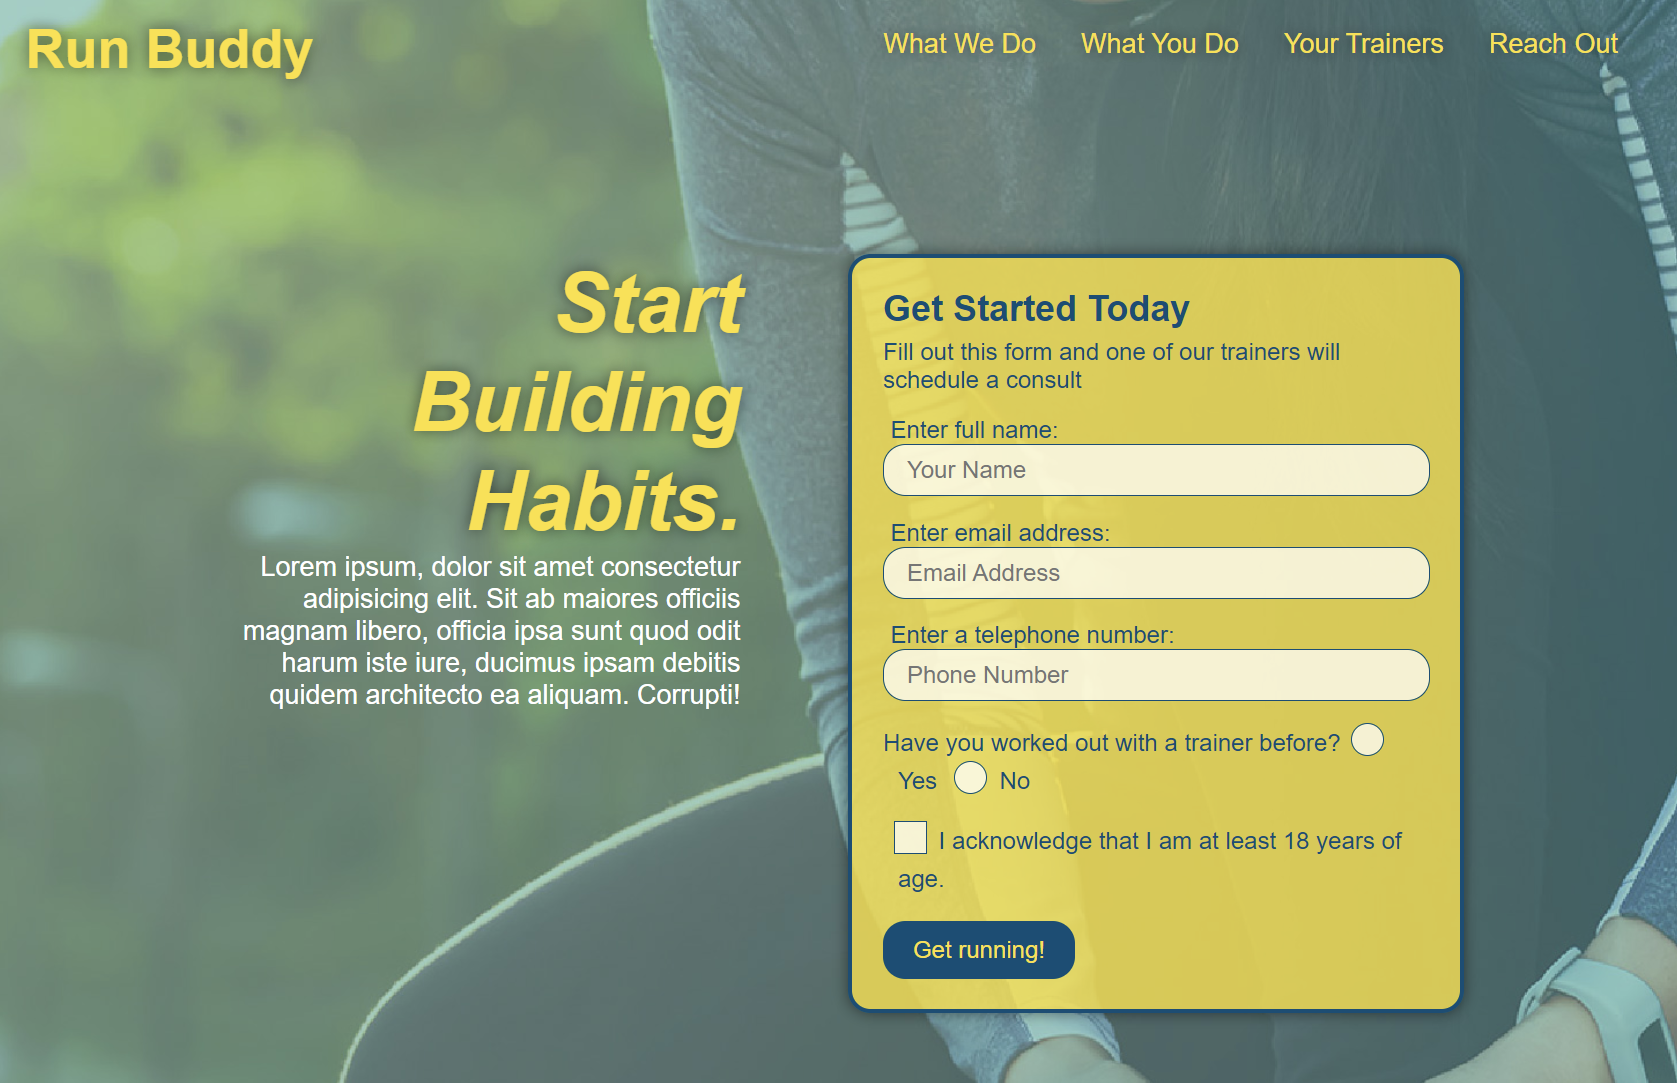 Run Buddy
What We Do
What You Do
Your Trainers
Reach Out
Start
Building
Habits.
Lorem ipsum, dolor sit amet consectetur
adipisicing elit. Sit ab maiores officiis
magnam libero, officia ipsa sunt quod odit
harum iste iure, ducimus ipsam debitis
quidem architecto ea aliquam. Corrupti!
Get Started Today
Fill out this form and one of our trainers will
schedule a consult
Enter full name:
Your Name
Enter email address:
Email Address
Enter a telephone number:
Phone Number
Have you worked out with a trainer before?
Yes No
I acknowledge that I am at least 18 years of
age.
Get running!